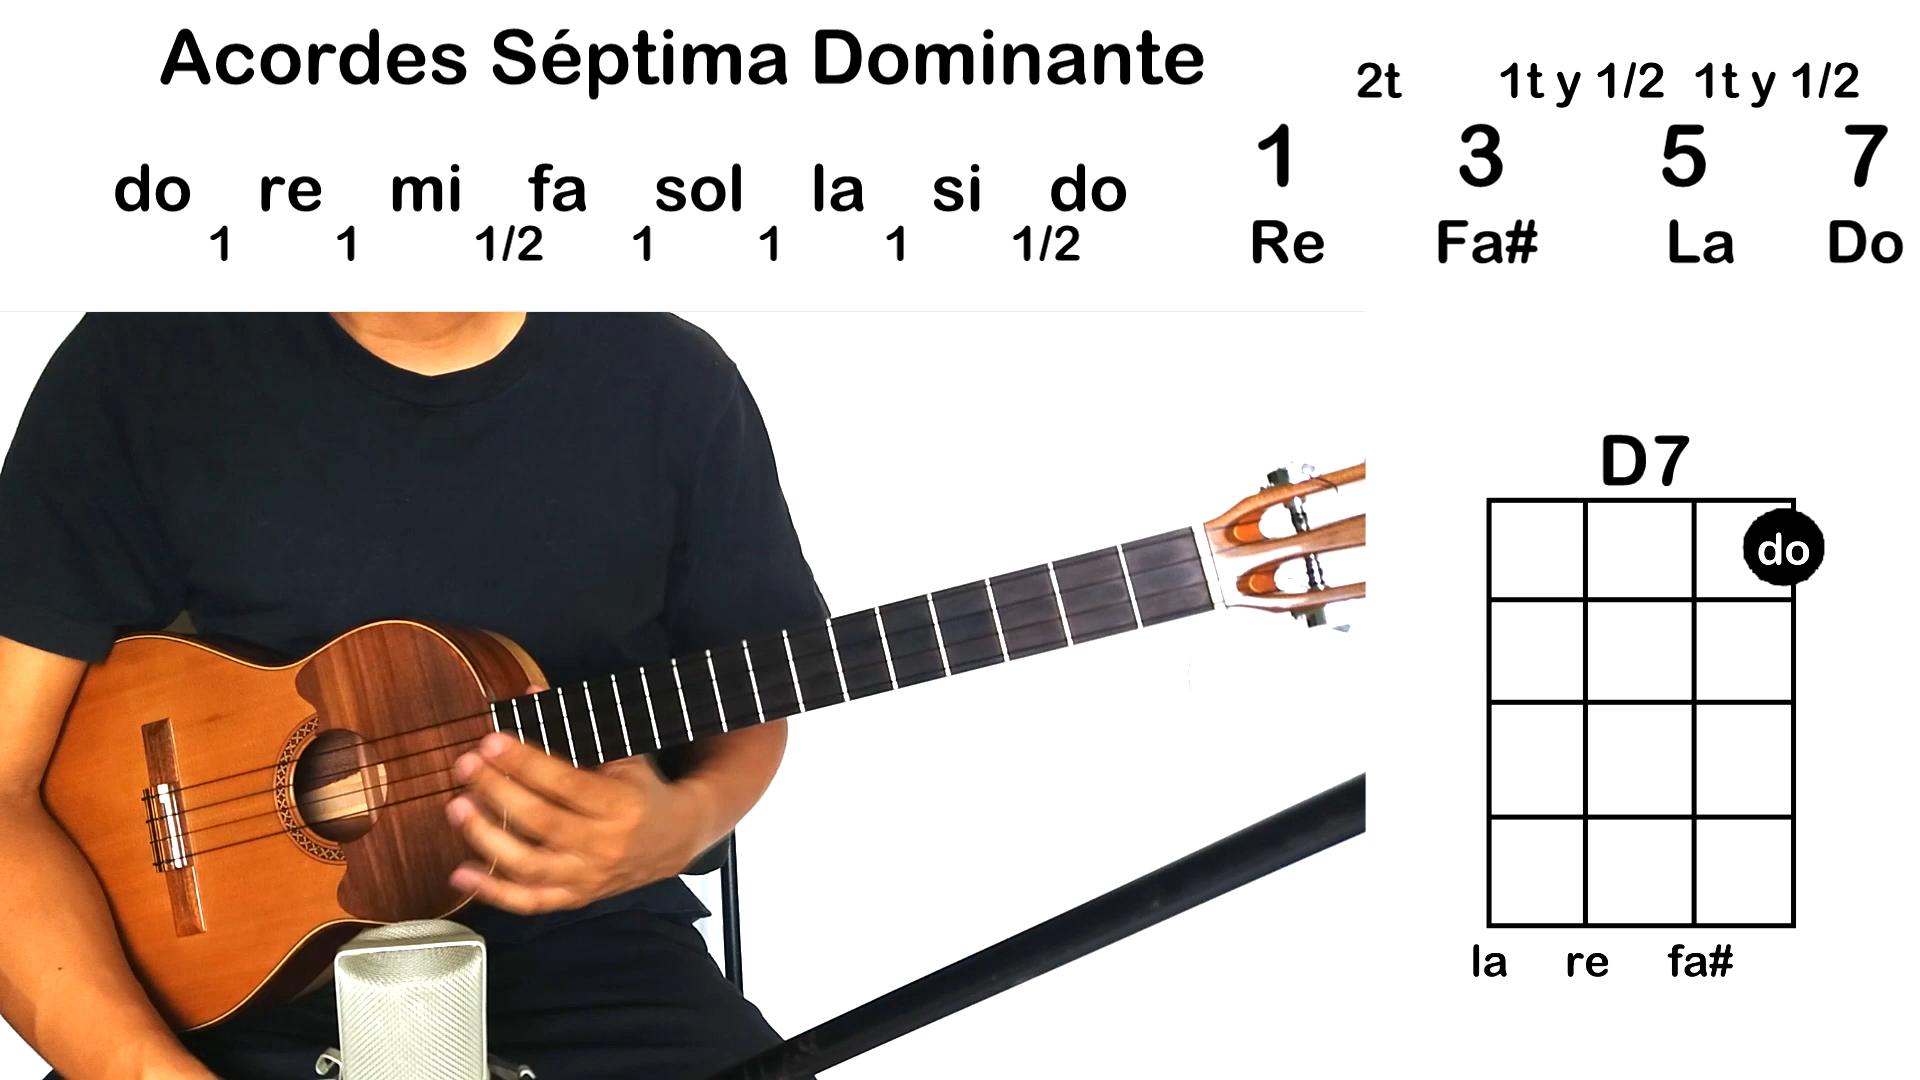 Acordes Séptima Dominante
do re mi fa sol la si do
1 1 1/2 1 1 1 1/2
2t 1t y 1/2 1t y 1/2
1 3 5 7
Re Fa# La Do
D7
do
la re fa#